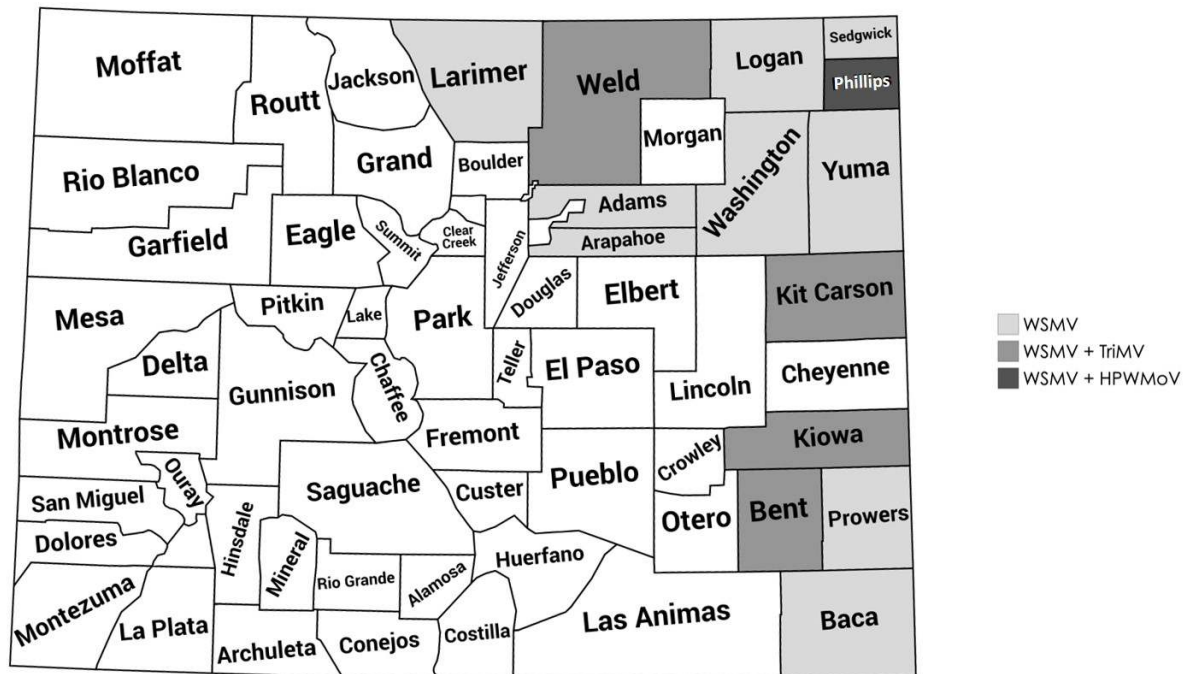 Moffat
Routt
Jackson
Larimer
Weld
Logan
Sedgwick
Phillips
Morgan
Rio Blanco
Grand
Boulder
Washington
Yuma
Garfield
Eagle
Summit
Clear
Creek
Jefferson
Adams
Arapahoe
Mesa
Pitkin
Lake
Park
Douglas
Elbert
Kit Carson
Delta
Gunnison
Chaffee
Teller
El Paso
Lincoln
Cheyenne
Montrose
Fremont
Kiowa
Ouray
San Miguel
Saguache
Custer
Pueblo
Crowley
Otero
Bent
Prowers
Dolores
Hinsdale
Mineral
Rio Grande
Alamosa
Huerfano
Montezuma
La Plata
Archuleta
Conejos
Costilla
Las Animas
Baca
WSMV
WSMV + TriMV
WSMV + HPWMoV